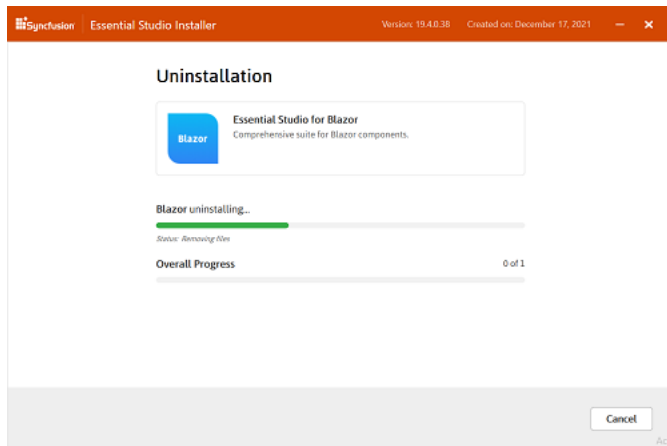 Syncfusion Essential Studio Installer Version: 19.4.0.38 Created on: December 17, 2021
Uninstallation
Blazor
Essential Studio for Blazor
Comprehensive suite for Blazor components.
Blazor uninstalling...
Status: Removing files
Overall Progress 0 of 1
Cancel
Ac